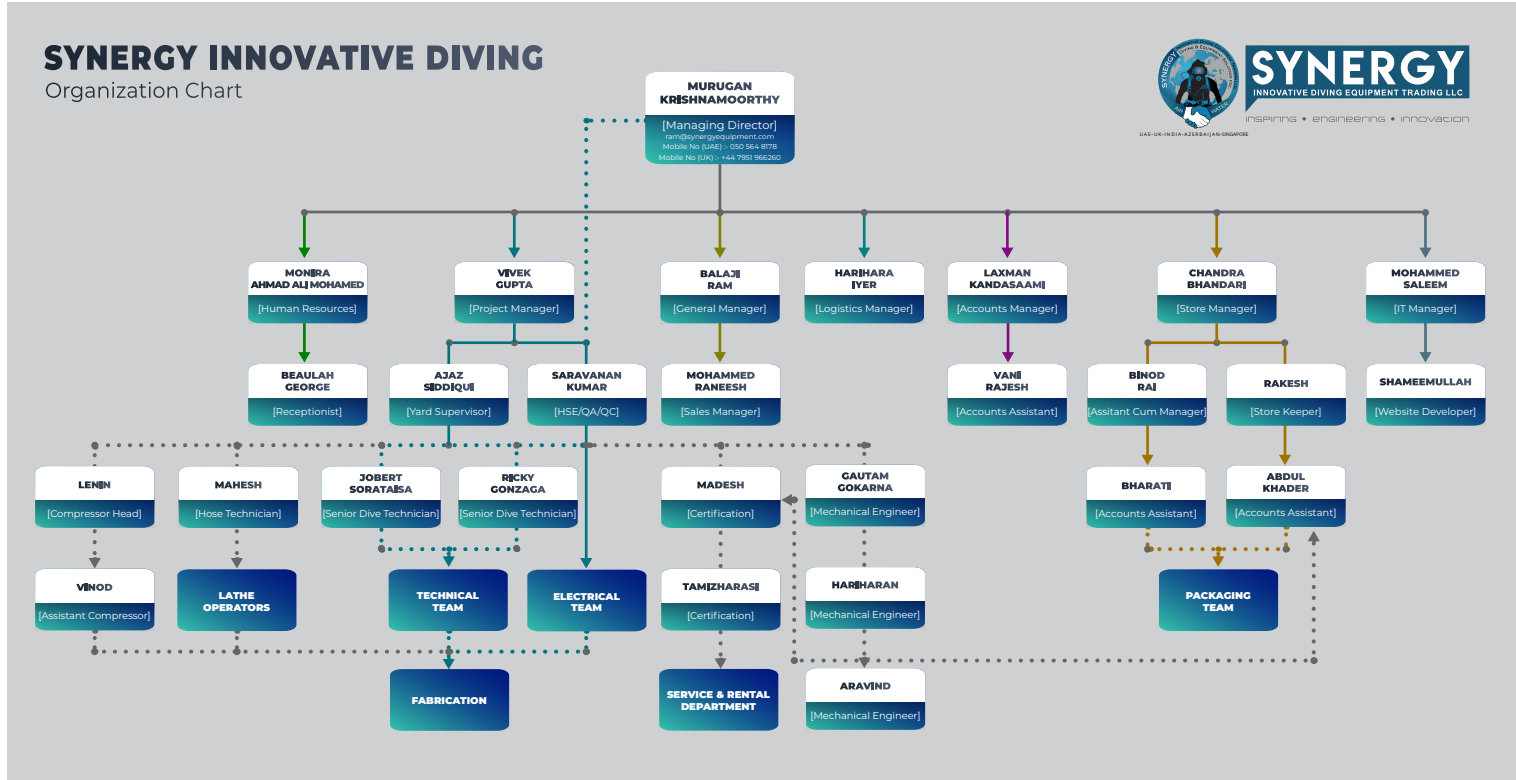 SYNERGY INNOVATIVE DIVING
Organization Chart
SYNERGY
INNOVATIVE DIVING EQUIPMENT TRADING LLC
INSPIRING • ENGINEERING • INNOVATION
UAE-UK-INDIA-AZERBAIJAN-SINGAPORE
MURUGAN
KRISHNAMOORTHY
[Managing Director]
ram@synergyequipment.com
Mobile No (UAE) :- 050 564 8178
Mobile No (UK) :- +44 7951 966260
MONIRA
AHMAD ALI MOHAMED
[Human Resources]
VIVEK
GUPTA
[Project Manager]
BALAJI
RAM
[General Manager]
HARIHARA
IYER
[Logistics Manager]
LAXMAN
KANDASAAMI
[Accounts Manager]
CHANDRA
BHANDARI
[Store Manager]
MOHAMMED
SALEEM
[IT Manager]
BEAULAH
GEORGE
[Receptionist]
AJAZ
SIDDIQUI
[Yard Supervisor]
SARAVANAN
KUMAR
[HSE/QA/QC]
MOHAMMED
RANEESH
[Sales Manager]
VANI
RAJESH
[Accounts Assistant]
BINOD
RAI
[Assitant Cum Manager]
RAKESH
[Store Keeper]
SHAMEEMULLAH
[Website Developer]
LENIN
[Compressor Head]
MAHESH
[Hose Technician]
JOBERT
SORATAISA
[Senior Dive Technician]
RICKY
GONZAGA
[Senior Dive Technician]
MADESH
[Certification]
GAUTAM
GOKARNA
[Mechanical Engineer]
BHARATI
[Accounts Assistant]
ABDUL
KHADER
[Accounts Assistant]
VINOD
[Assistant Compressor]
LATHE
OPERATORS
TECHNICAL
TEAM
ELECTRICAL
TEAM
TAMIZHARASI
[Certification]
HARIHARAN
[Mechanical Engineer]
PACKAGING
TEAM
FABRICATION
SERVICE & RENTAL
DEPARTMENT
ARAVIND
[Mechanical Engineer]